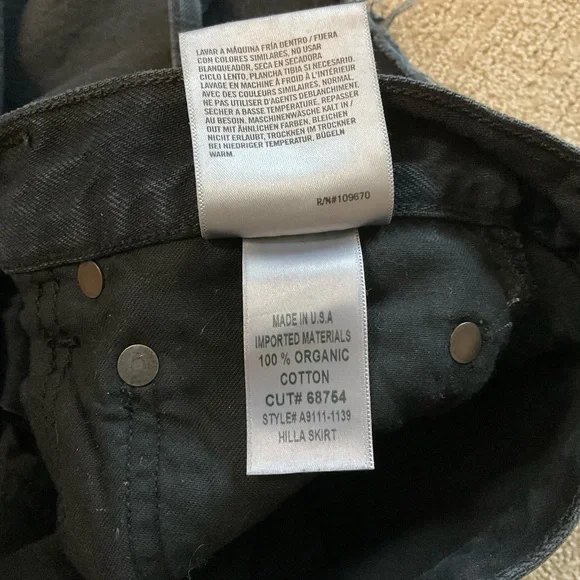 LAVAR A MÁQUINA FRÍA DENTRO / FUERA
CON COLORES SIMILARES, NO USAR
BLANQUEADOR, SECA EN SECADORA
CICLO LENTO, PLANCHA TIBIA SI NECESARIO.
LAVAGE EN MACHINE À FROID À L'INTÉRIEUR
AVEC DES COULEURS SIMILAIRES, NORMAL,
NE PAS UTILISER D'AGENTS DEBLANCHIMENT,
SÉCHER A BASSE TEMPERATURE, REPASSER
AU BESOIN. MASCHINENWÄSCHE KALT IN /
OUT MIT ÄHNLICHEN FARBEN, BLEICHEN
NICHT ERLAUBT, TROCKNEN IM TROCKNER
BEI NIEDRIGER TEMPERATUR, BÜGELN
WARM.
R/N#109670
MADE IN U.S.A
IMPORTED MATERIALS
100 % ORGANIC
COTTON
CUT# 68754
STYLE# A9111-1139
HILLA SKIRT